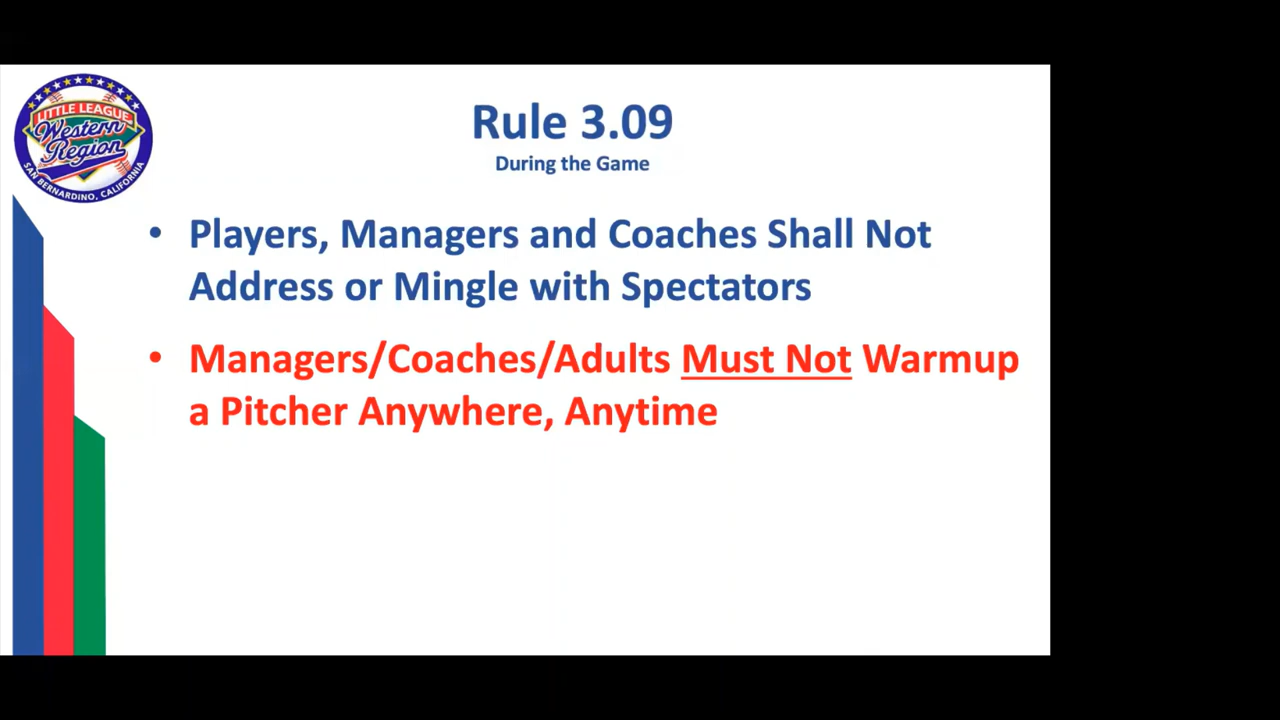 LITTLE LEAGUE
Western
Region
SAN BERNARDINO, CALIFORNIA
Rule 3.09
During the Game
• Players, Managers and Coaches Shall Not
Address or Mingle with Spectators
• Managers/Coaches/Adults Must Not Warmup
a Pitcher Anywhere, Anytime